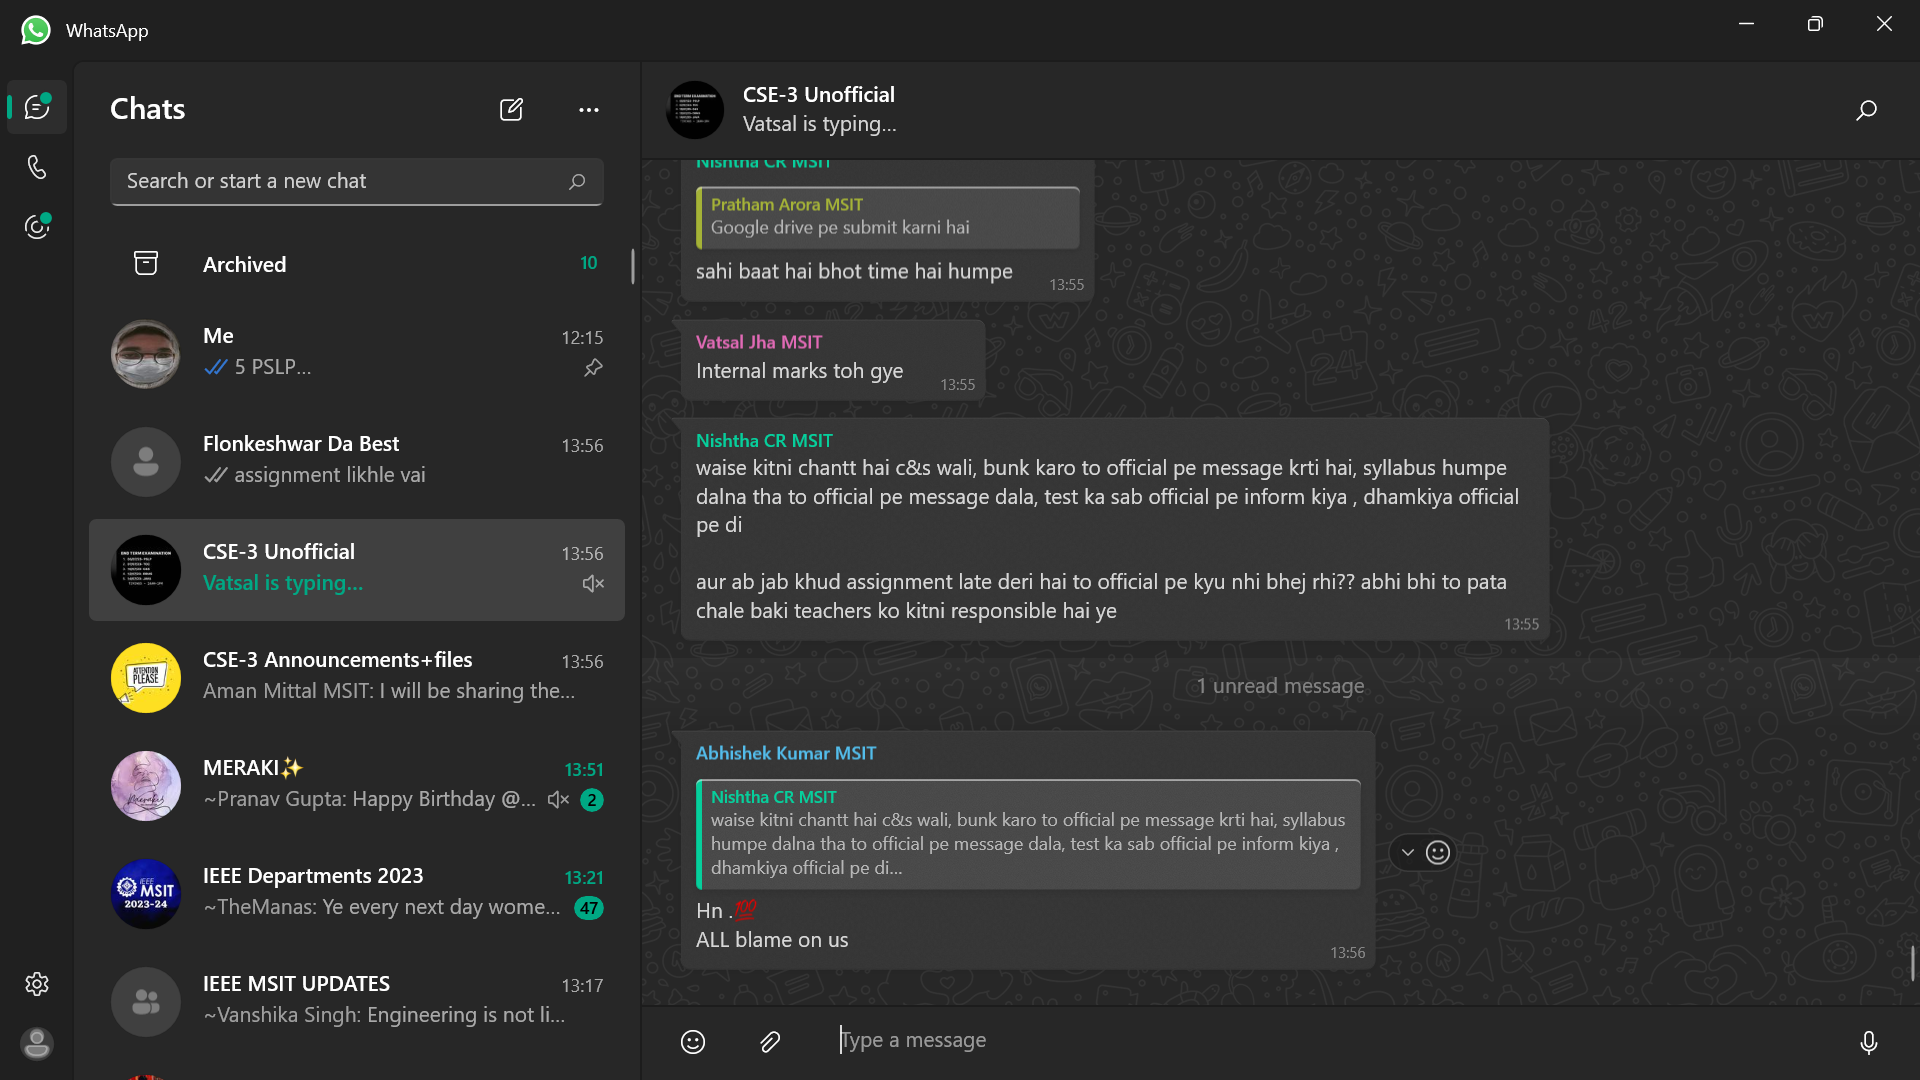 WhatsApp
Chats
Search or start a new chat
Archived 10
Me 12:15
5 PSLP...
Flonkeshwar Da Best 13:56
assignment likhle vai
CSE-3 Unofficial 13:56
Vatsal is typing...
CSE-3 Announcements+files 13:56
Aman Mittal MSIT: I will be sharing the...
ATTENTION
PLEASE
MERAKI✨ 13:51
~Pranav Gupta: Happy Birthday @... 2
IEEE Departments 2023 13:21
~TheManas: Ye every next day wome... 47
IEEE
MSIT
2023-24
IEEE MSIT UPDATES 13:17
~Vanshika Singh: Engineering is not li...
CSE-3 Unofficial
Vatsal is typing...
Nishtha CR MSIT
Pratham Arora MSIT
Google drive pe submit karni hai
sahi baat hai bhot time hai humpe 13:55
Vatsal Jha MSIT
Internal marks toh gye 13:55
Nishtha CR MSIT
waise kitni chantt hai c&s wali, bunk karo to official pe message krti hai, syllabus humpe
dalna tha to official pe message dala, test ka sab official pe inform kiya , dhamkiya official
pe di
aur ab jab khud assignment late deri hai to official pe kyu nhi bhej rhi?? abhi bhi to pata
chale baki teachers ko kitni responsible hai ye
13:55
1 unread message
Abhishek Kumar MSIT
Nishtha CR MSIT
waise kitni chantt hai c&s wali, bunk karo to official pe message krti hai, syllabus
humpe dalna tha to official pe message dala, test ka sab official pe inform kiya ,
dhamkiya official pe di...
Hn .💯
ALL blame on us
13:56
Type a message